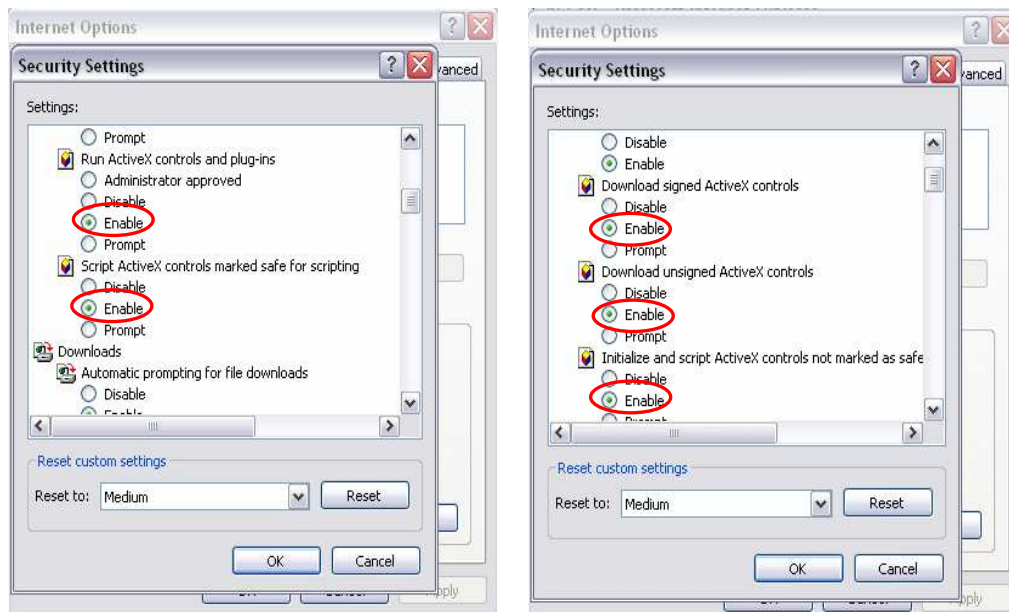 Internet Options
Security Settings
Advanced
Settings:
Prompt
Run ActiveX controls and plug-ins
Administrator approved
Disable
Enable
Prompt
Script ActiveX controls marked safe for scripting
Disable
Enable
Prompt
Downloads
Automatic prompting for file downloads
Disable
Enable
Reset custom settings
Reset to: Medium Reset
OK Cancel
Internet Options
Security Settings
Settings:
Disable
Enable
Download signed ActiveX controls
Disable
Enable
Prompt
Download unsigned ActiveX controls
Disable
Enable
Prompt
Initialize and script ActiveX controls not marked as safe
Disable
Enable
Prompt
Reset custom settings
Reset to: Medium Reset
OK Cancel